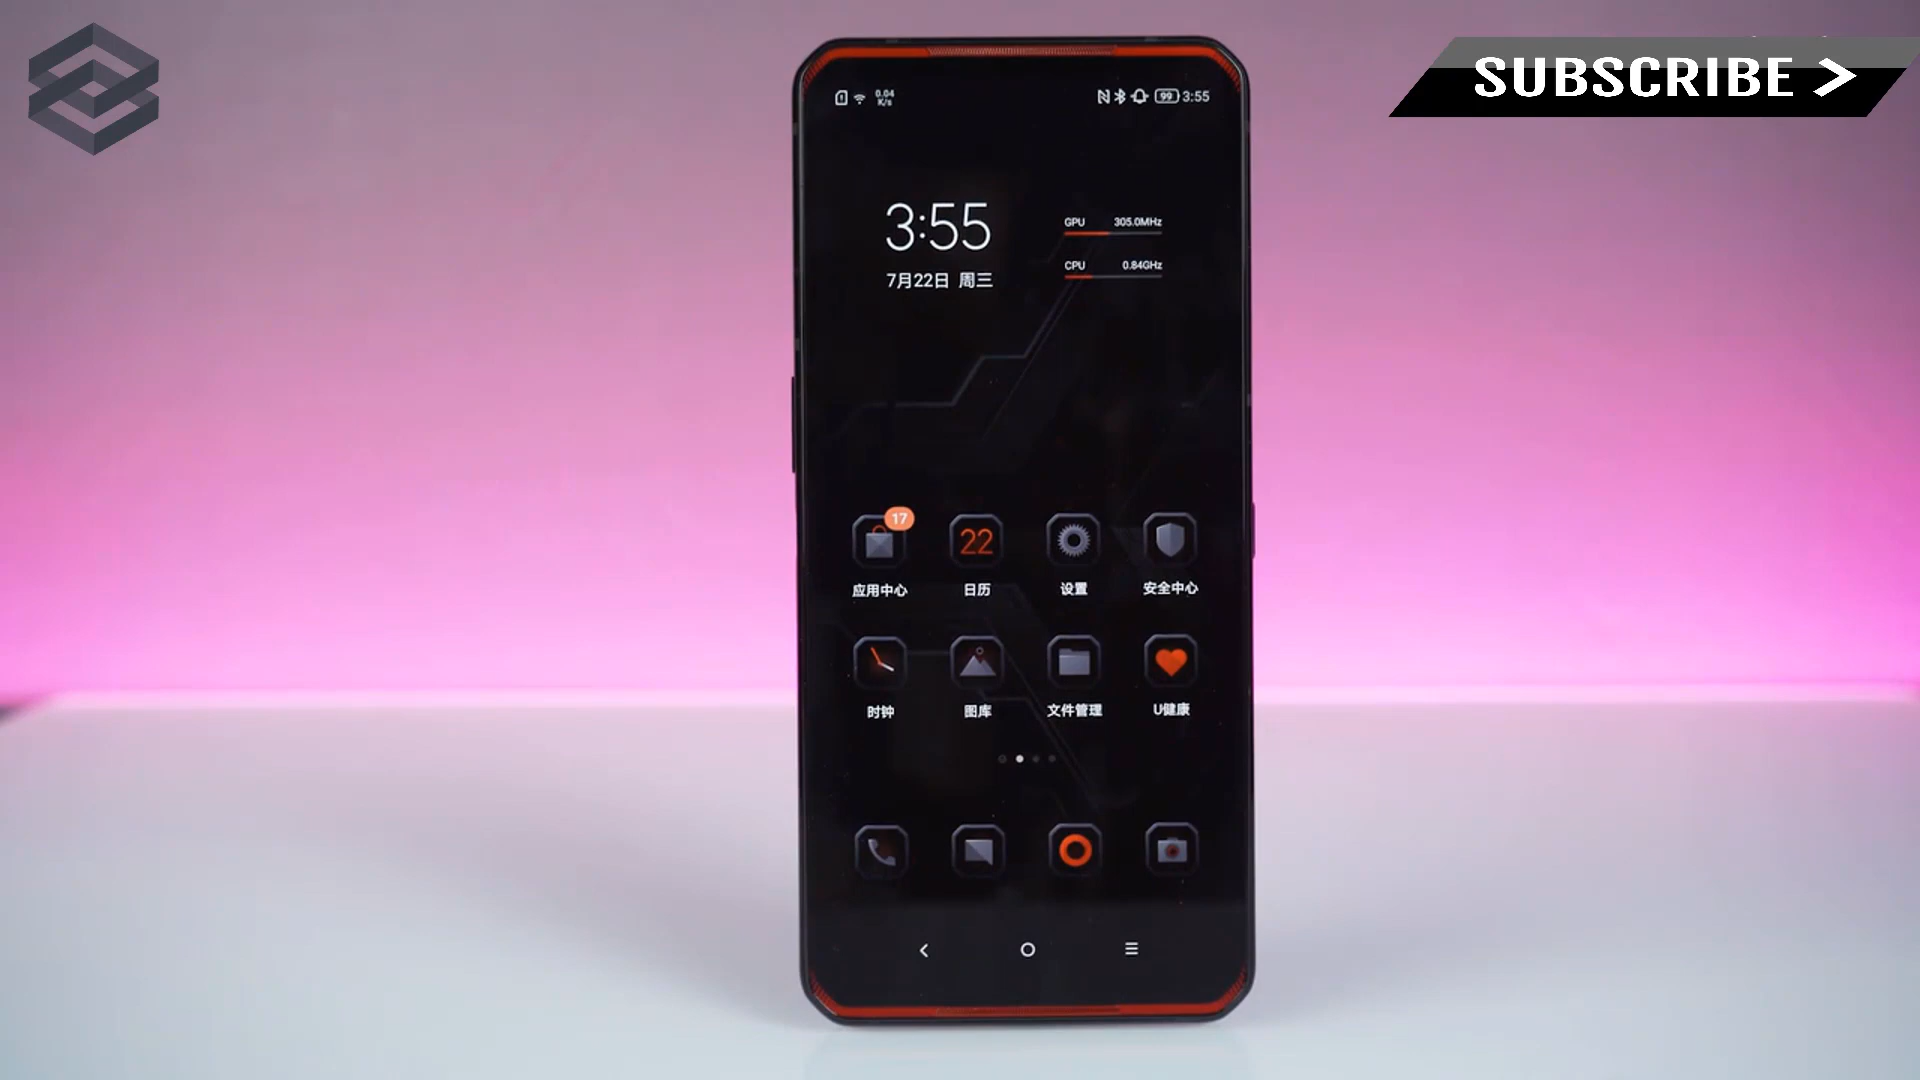 SUBSCRIBE >
0.04
K/s
99 3:55
3:55
7月22日 周三
GPU 305.0MHz
CPU 0.84GHz
17
22
应用中心 日历 设置 安全中心
时钟 图库 文件管理 U健康